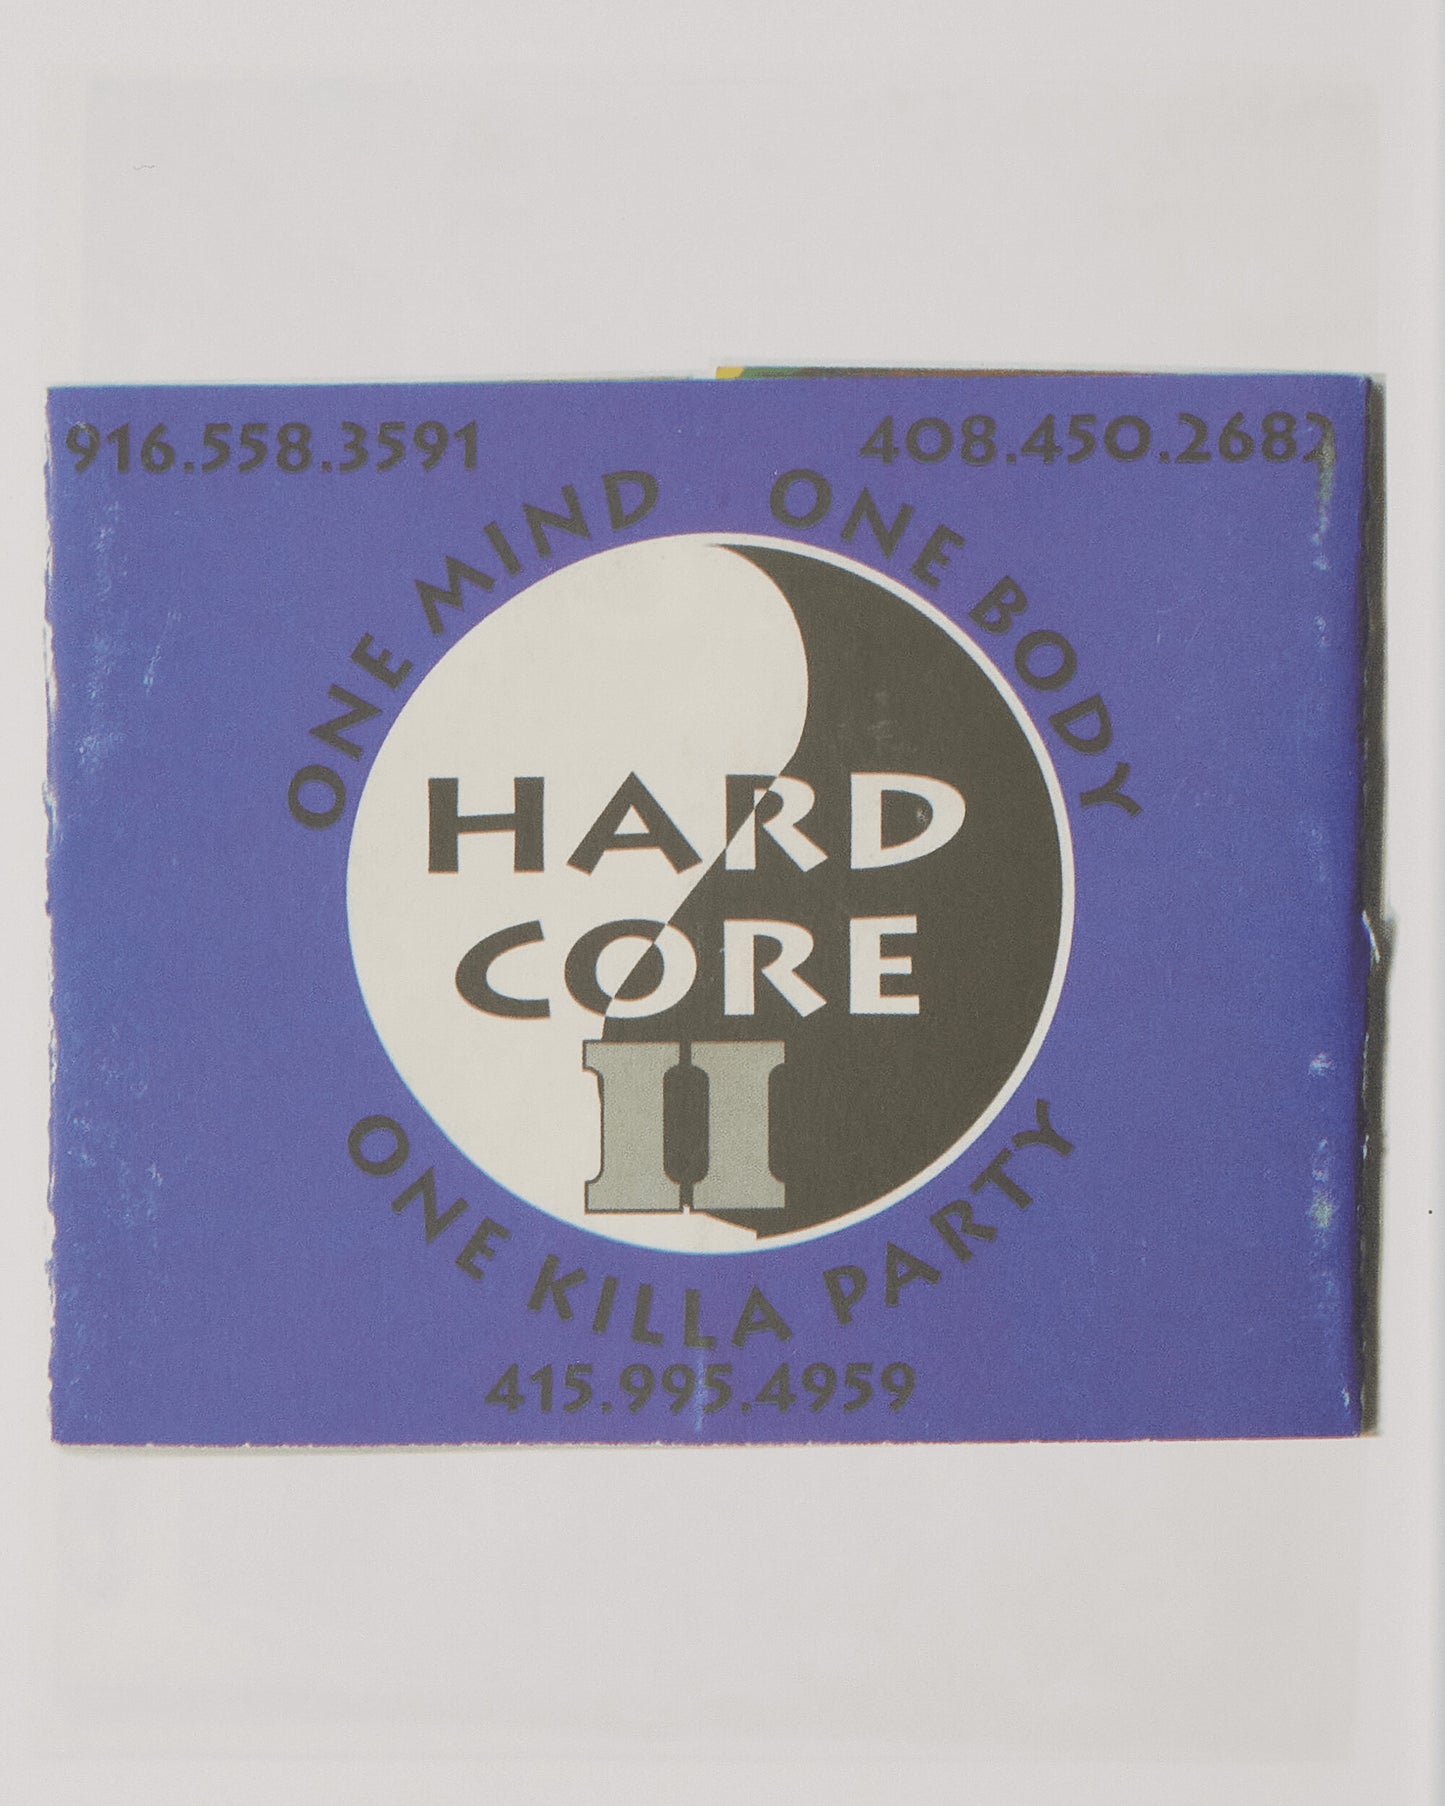 916.558.3591
408.450.2682
ONE MIND ONE BODY
HARD
CORE
II
ONE KILLA PARTY
415.995.4959